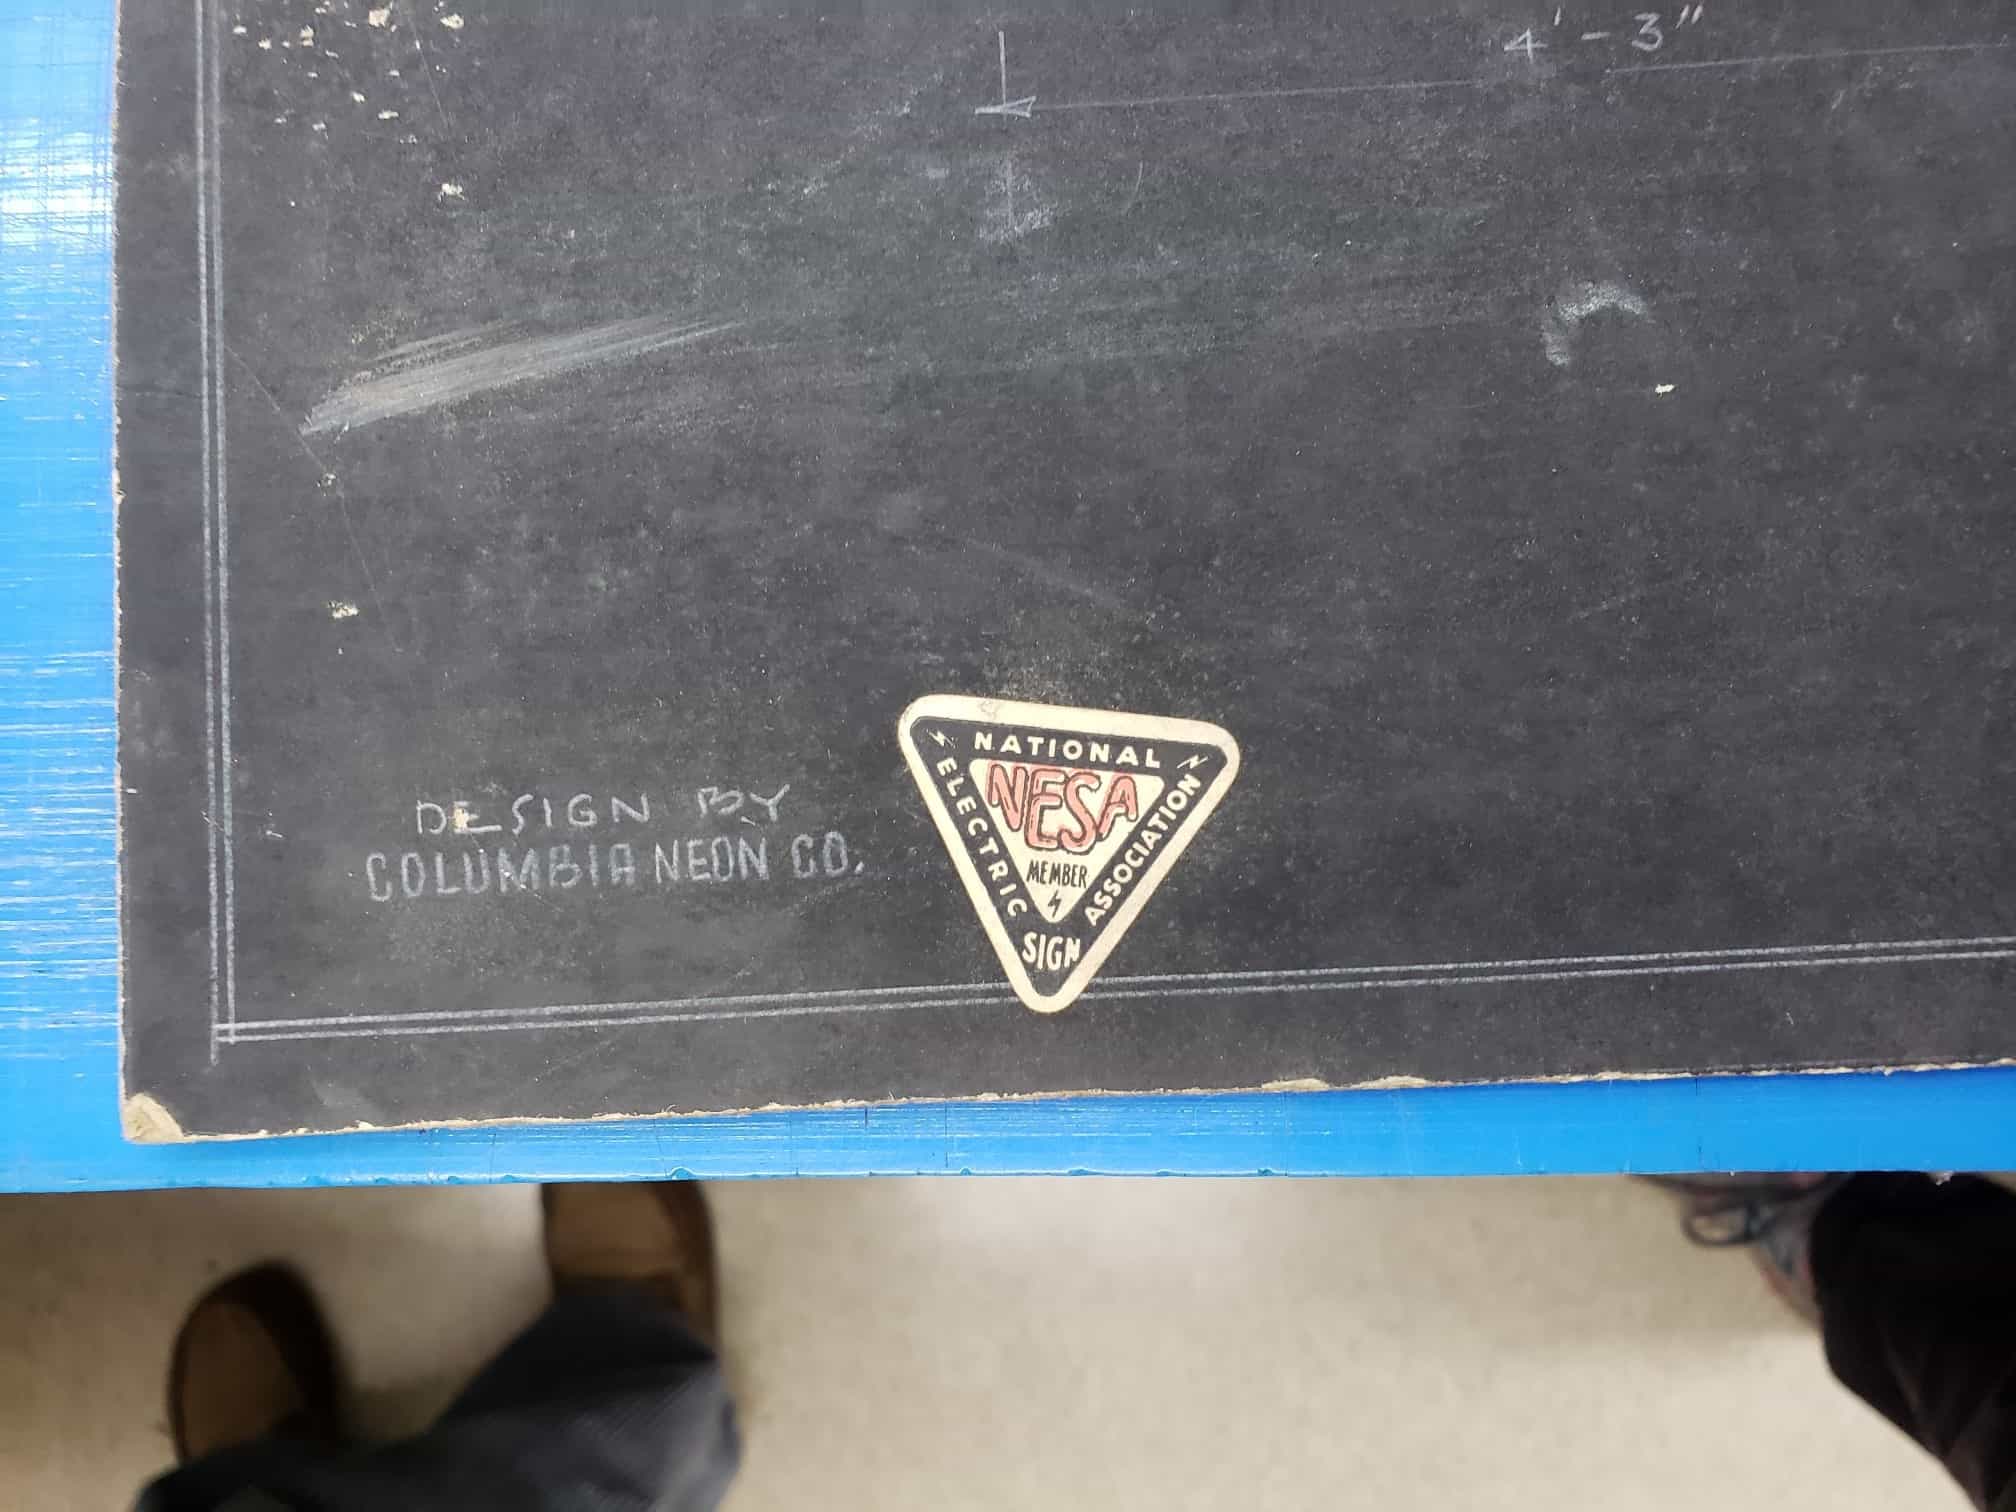 4' - 3"
DESIGN BY
COLUMBIA NEON CO.
NATIONAL
ELECTRIC
SIGN
ASSOCIATION
NESA
MEMBER